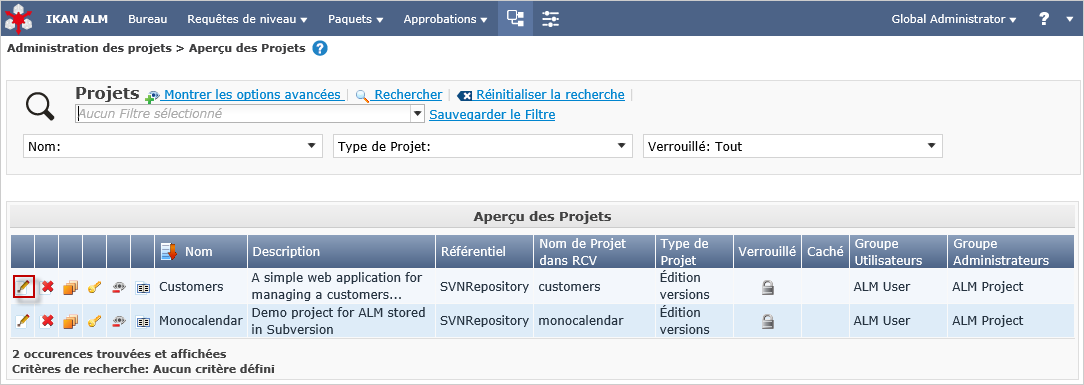 IKAN ALM Bureau Requêtes de niveau Paquets Approbations Global Administrator ?
Administration des projets > Aperçu des Projets ?
Projets Montrer les options avancées | Rechercher | Réinitialiser la recherche |
Aucun Filtre sélectionné Sauvegarder le Filtre
Nom: Type de Projet: Verrouillé: Tout
Aperçu des Projets
Nom Description Référentiel Nom de Projet dans RCV Type de Projet Verrouillé Caché Groupe Utilisateurs Groupe Administrateurs
Customers A simple web application for managing a customers... SVNRepository customers Édition versions ALM User ALM Project
Monocalendar Demo project for ALM stored in Subversion SVNRepository monocalendar Édition versions ALM User ALM Project
2 occurences trouvées et affichées
Critères de recherche: Aucun critère défini